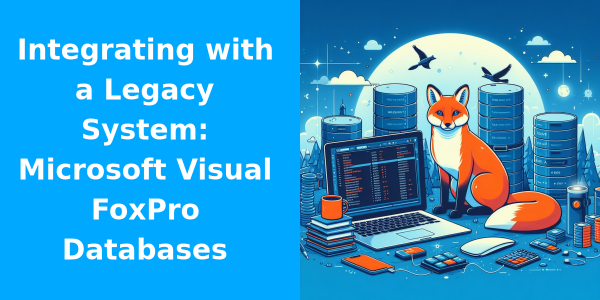 Integrating with
a Legacy
System:
Microsoft Visual
FoxPro
Databases